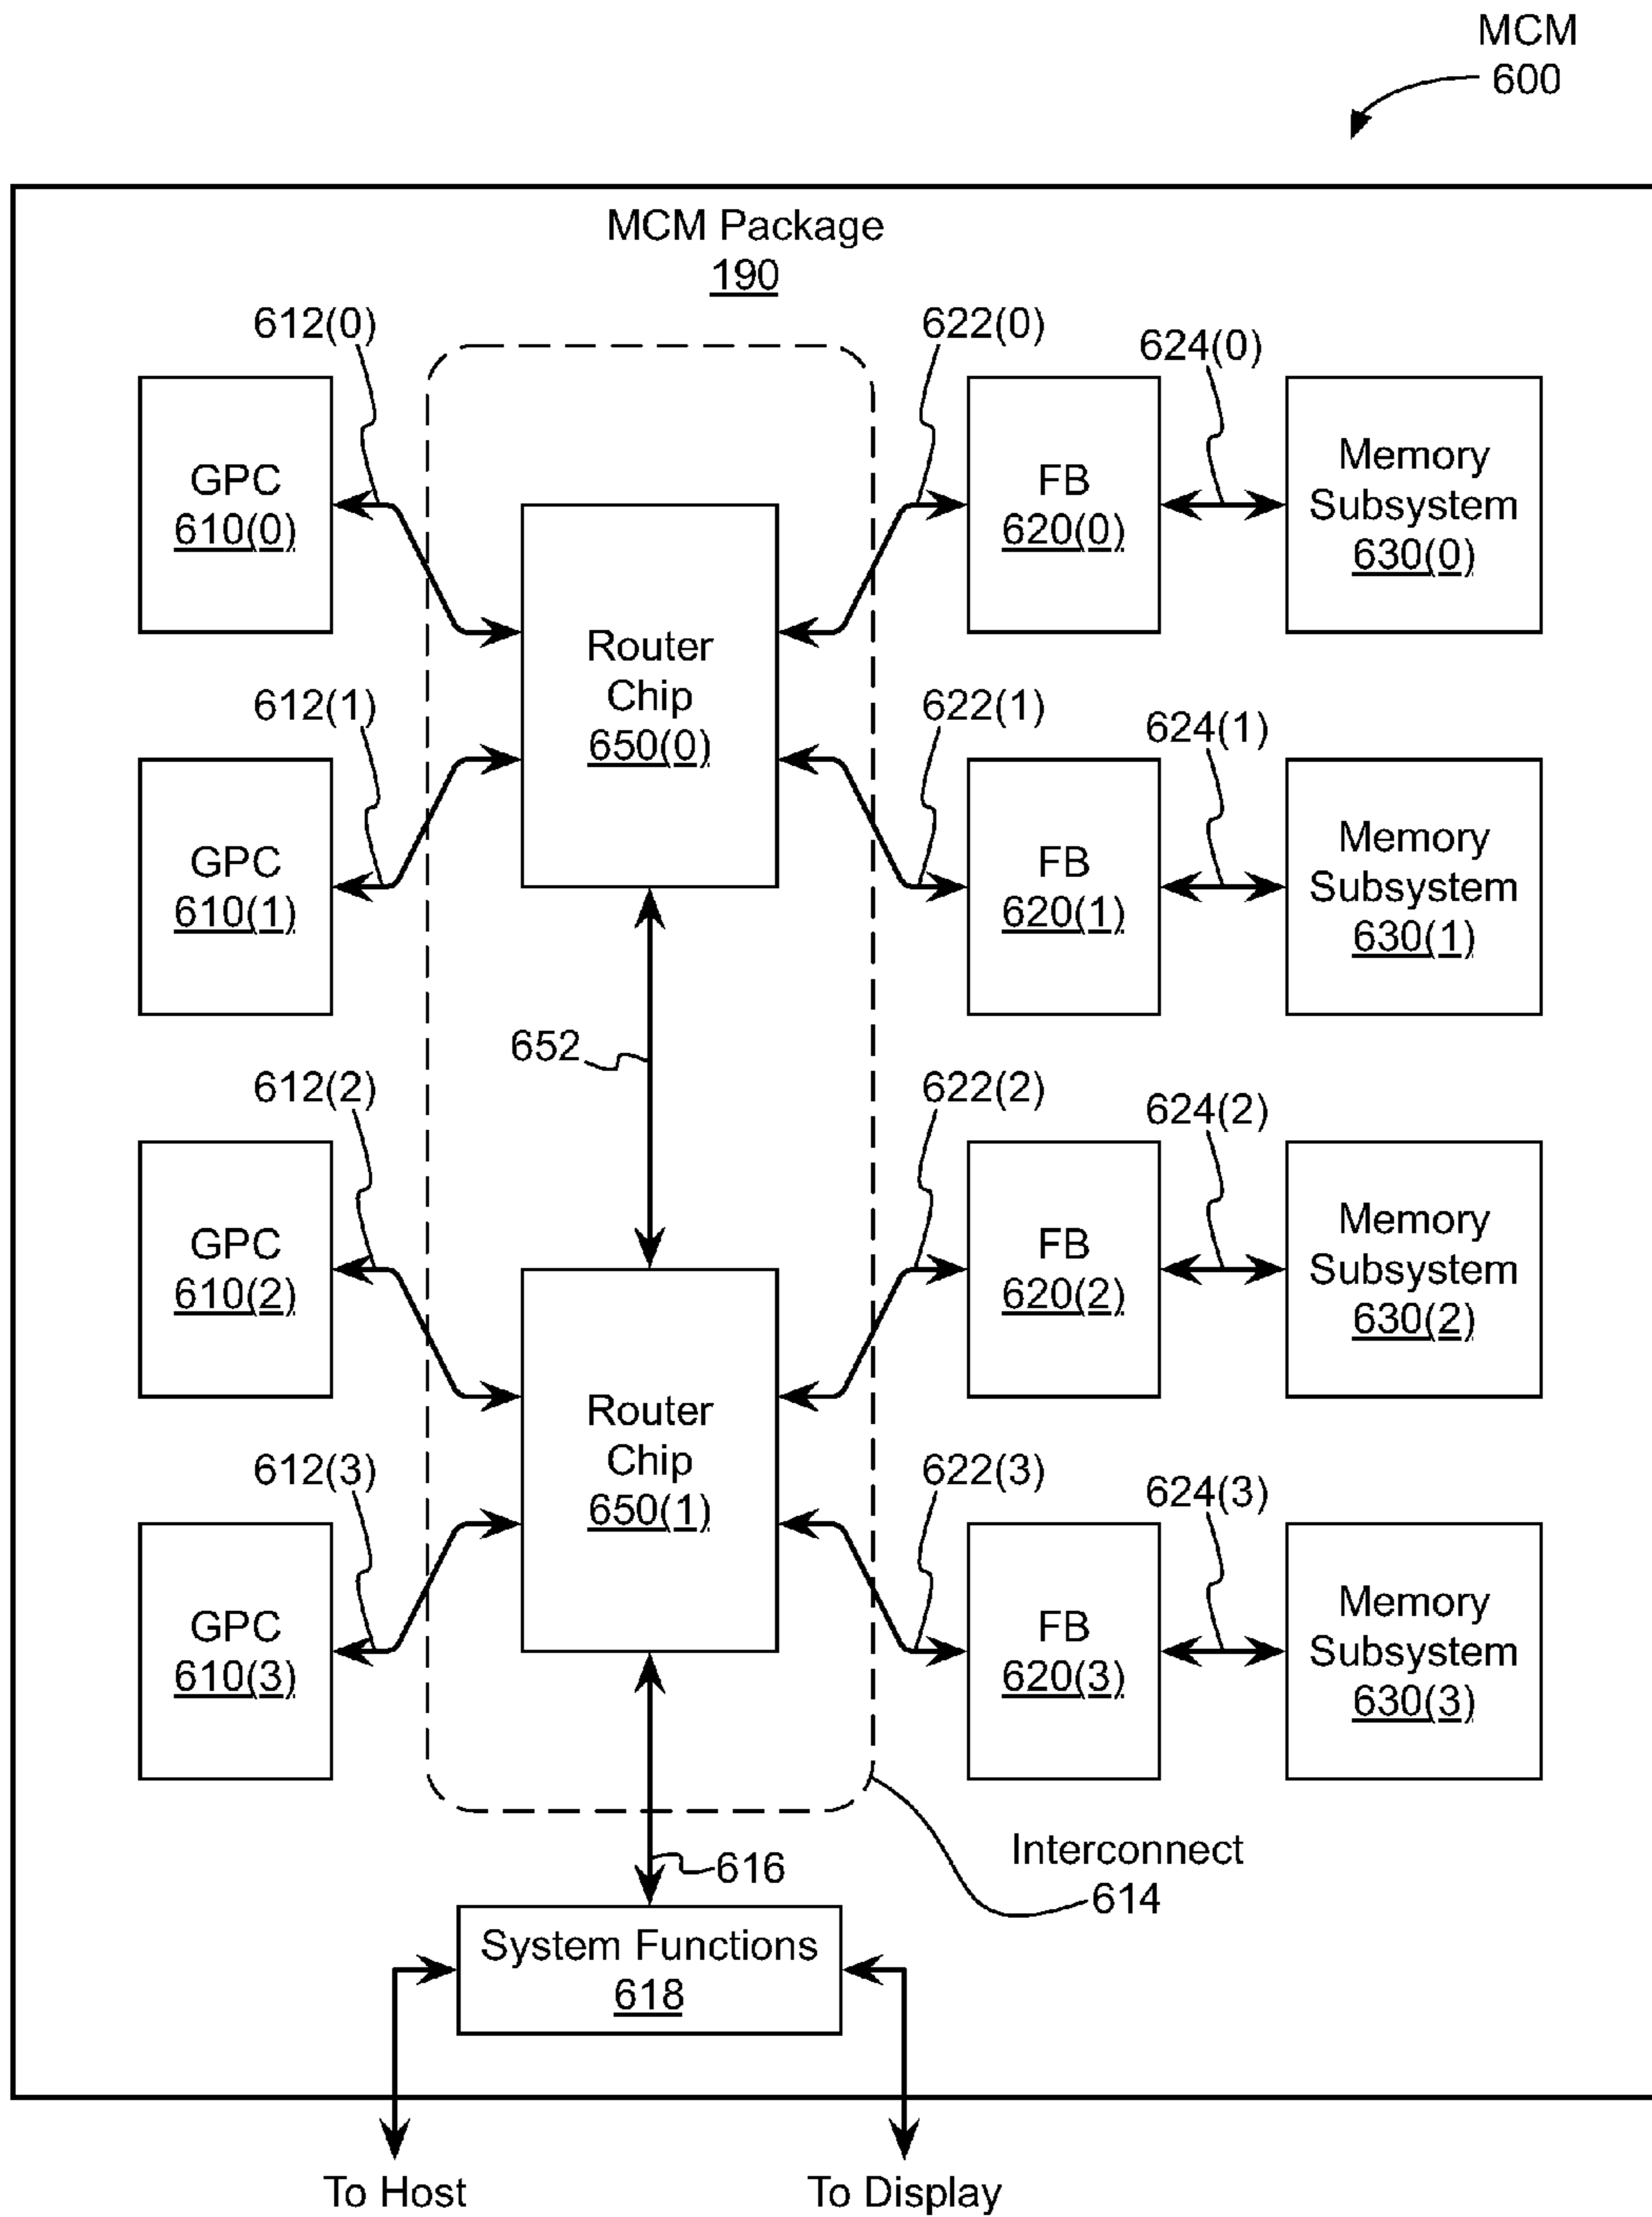 MCM
600
MCM Package
190
612(0)
622(0)
624(0)
GPC
610(0)
Router
Chip
650(0)
FB
620(0)
Memory
Subsystem
630(0)
612(1)
622(1)
624(1)
GPC
610(1)
FB
620(1)
Memory
Subsystem
630(1)
652
612(2)
622(2)
624(2)
GPC
610(2)
Router
Chip
650(1)
FB
620(2)
Memory
Subsystem
630(2)
612(3)
622(3)
624(3)
GPC
610(3)
FB
620(3)
Memory
Subsystem
630(3)
Interconnect
614
616
System Functions
618
To Host
To Display